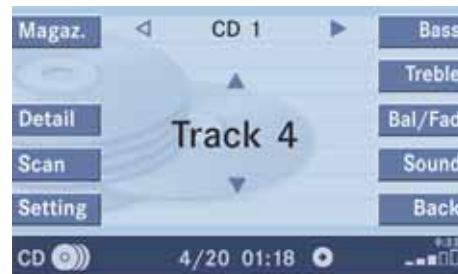 Magaz.
CD 1
Bass
Treble
Detail
Track 4
Bal/Fad
Scan
Sound
Setting
Back
CD
4/20 01:18